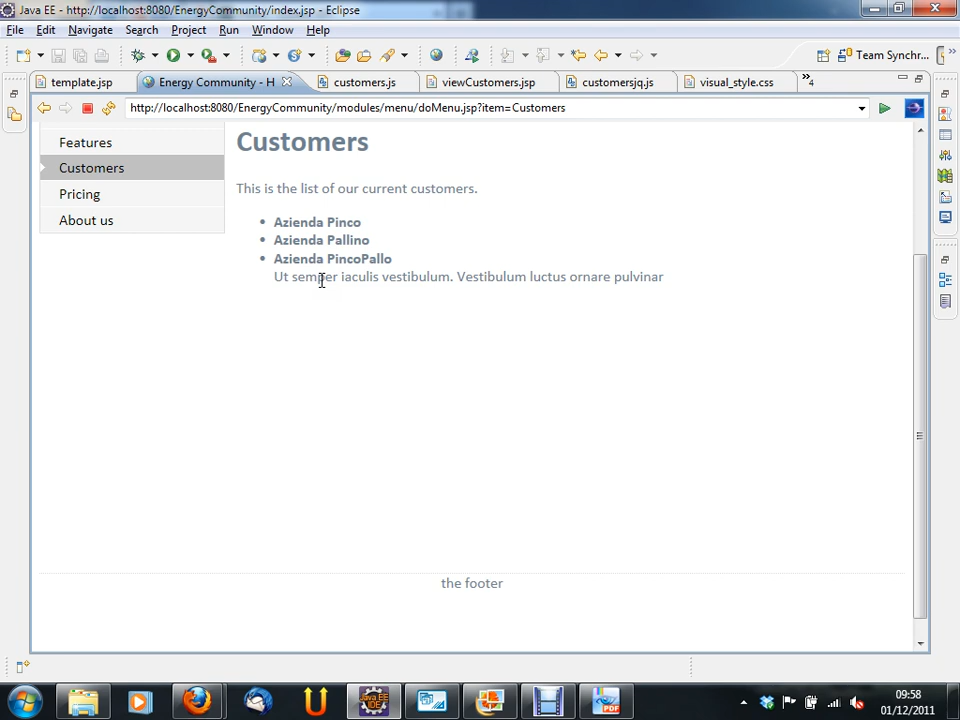 Java EE - http://localhost:8080/EnergyCommunity/index.jsp - Eclipse
File Edit Navigate Search Project Run Window Help
Team Synchr...
template.jsp Energy Community - H customers.js viewCustomers.jsp customersjq.js visual_style.css 4
http://localhost:8080/EnergyCommunity/modules/menu/doMenu.jsp?item=Customers
Features
Customers
Pricing
About us
Customers
This is the list of our current customers.
• Azienda Pinco
• Azienda Pallino
• Azienda PincoPallo
Ut semper iaculis vestibulum. Vestibulum luctus ornare pulvinar
the footer
Java EE
IDE
PDF
09:58
01/12/2011